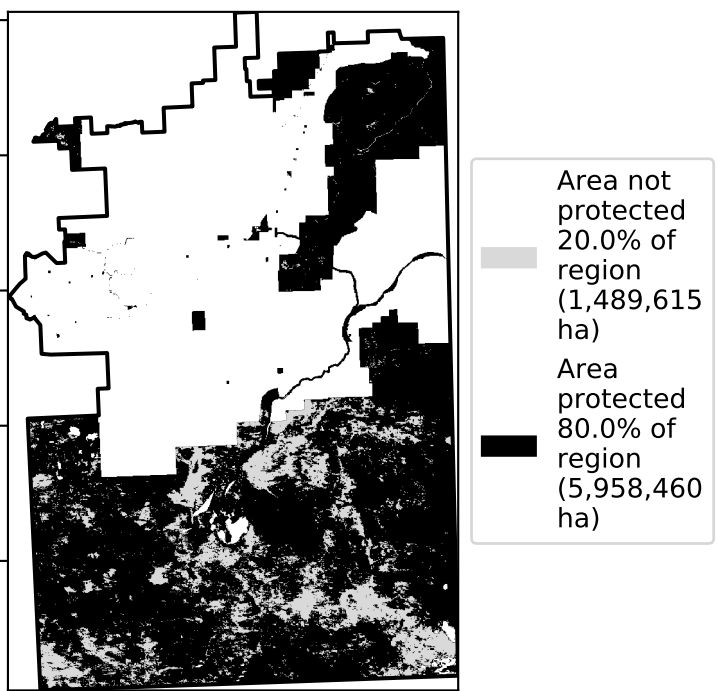 Area not
protected
20.0% of
region
(1,489,615
ha)
Area
protected
80.0% of
region
(5,958,460
ha)